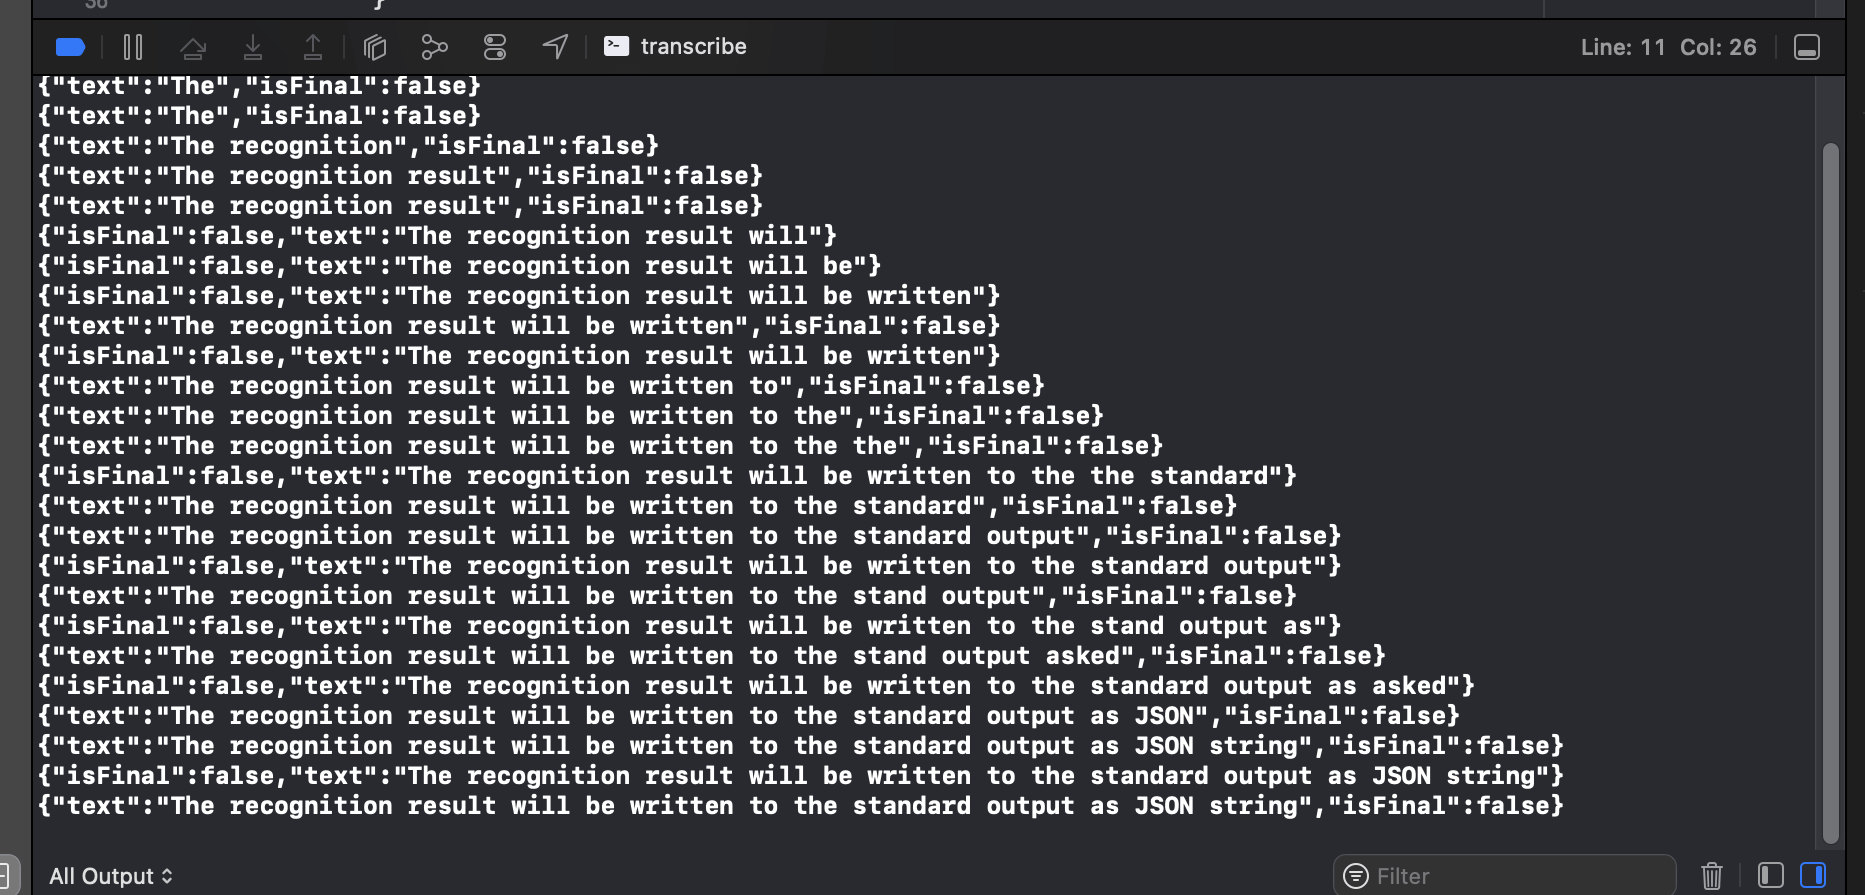 36 }
transcribe Line: 11 Col: 26
{"text":"The","isFinal":false}
{"text":"The","isFinal":false}
{"text":"The recognition","isFinal":false}
{"text":"The recognition result","isFinal":false}
{"text":"The recognition result","isFinal":false}
{"isFinal":false,"text":"The recognition result will"}
{"isFinal":false,"text":"The recognition result will be"}
{"isFinal":false,"text":"The recognition result will be written"}
{"text":"The recognition result will be written","isFinal":false}
{"isFinal":false,"text":"The recognition result will be written"}
{"text":"The recognition result will be written to","isFinal":false}
{"text":"The recognition result will be written to the","isFinal":false}
{"text":"The recognition result will be written to the the","isFinal":false}
{"isFinal":false,"text":"The recognition result will be written to the the standard"}
{"text":"The recognition result will be written to the standard","isFinal":false}
{"text":"The recognition result will be written to the standard output","isFinal":false}
{"isFinal":false,"text":"The recognition result will be written to the standard output"}
{"text":"The recognition result will be written to the stand output","isFinal":false}
{"isFinal":false,"text":"The recognition result will be written to the stand output as"}
{"text":"The recognition result will be written to the stand output asked","isFinal":false}
{"isFinal":false,"text":"The recognition result will be written to the standard output as asked"}
{"text":"The recognition result will be written to the standard output as JSON","isFinal":false}
{"text":"The recognition result will be written to the standard output as JSON string","isFinal":false}
{"isFinal":false,"text":"The recognition result will be written to the standard output as JSON string"}
{"text":"The recognition result will be written to the standard output as JSON string","isFinal":false}
All Output Filter